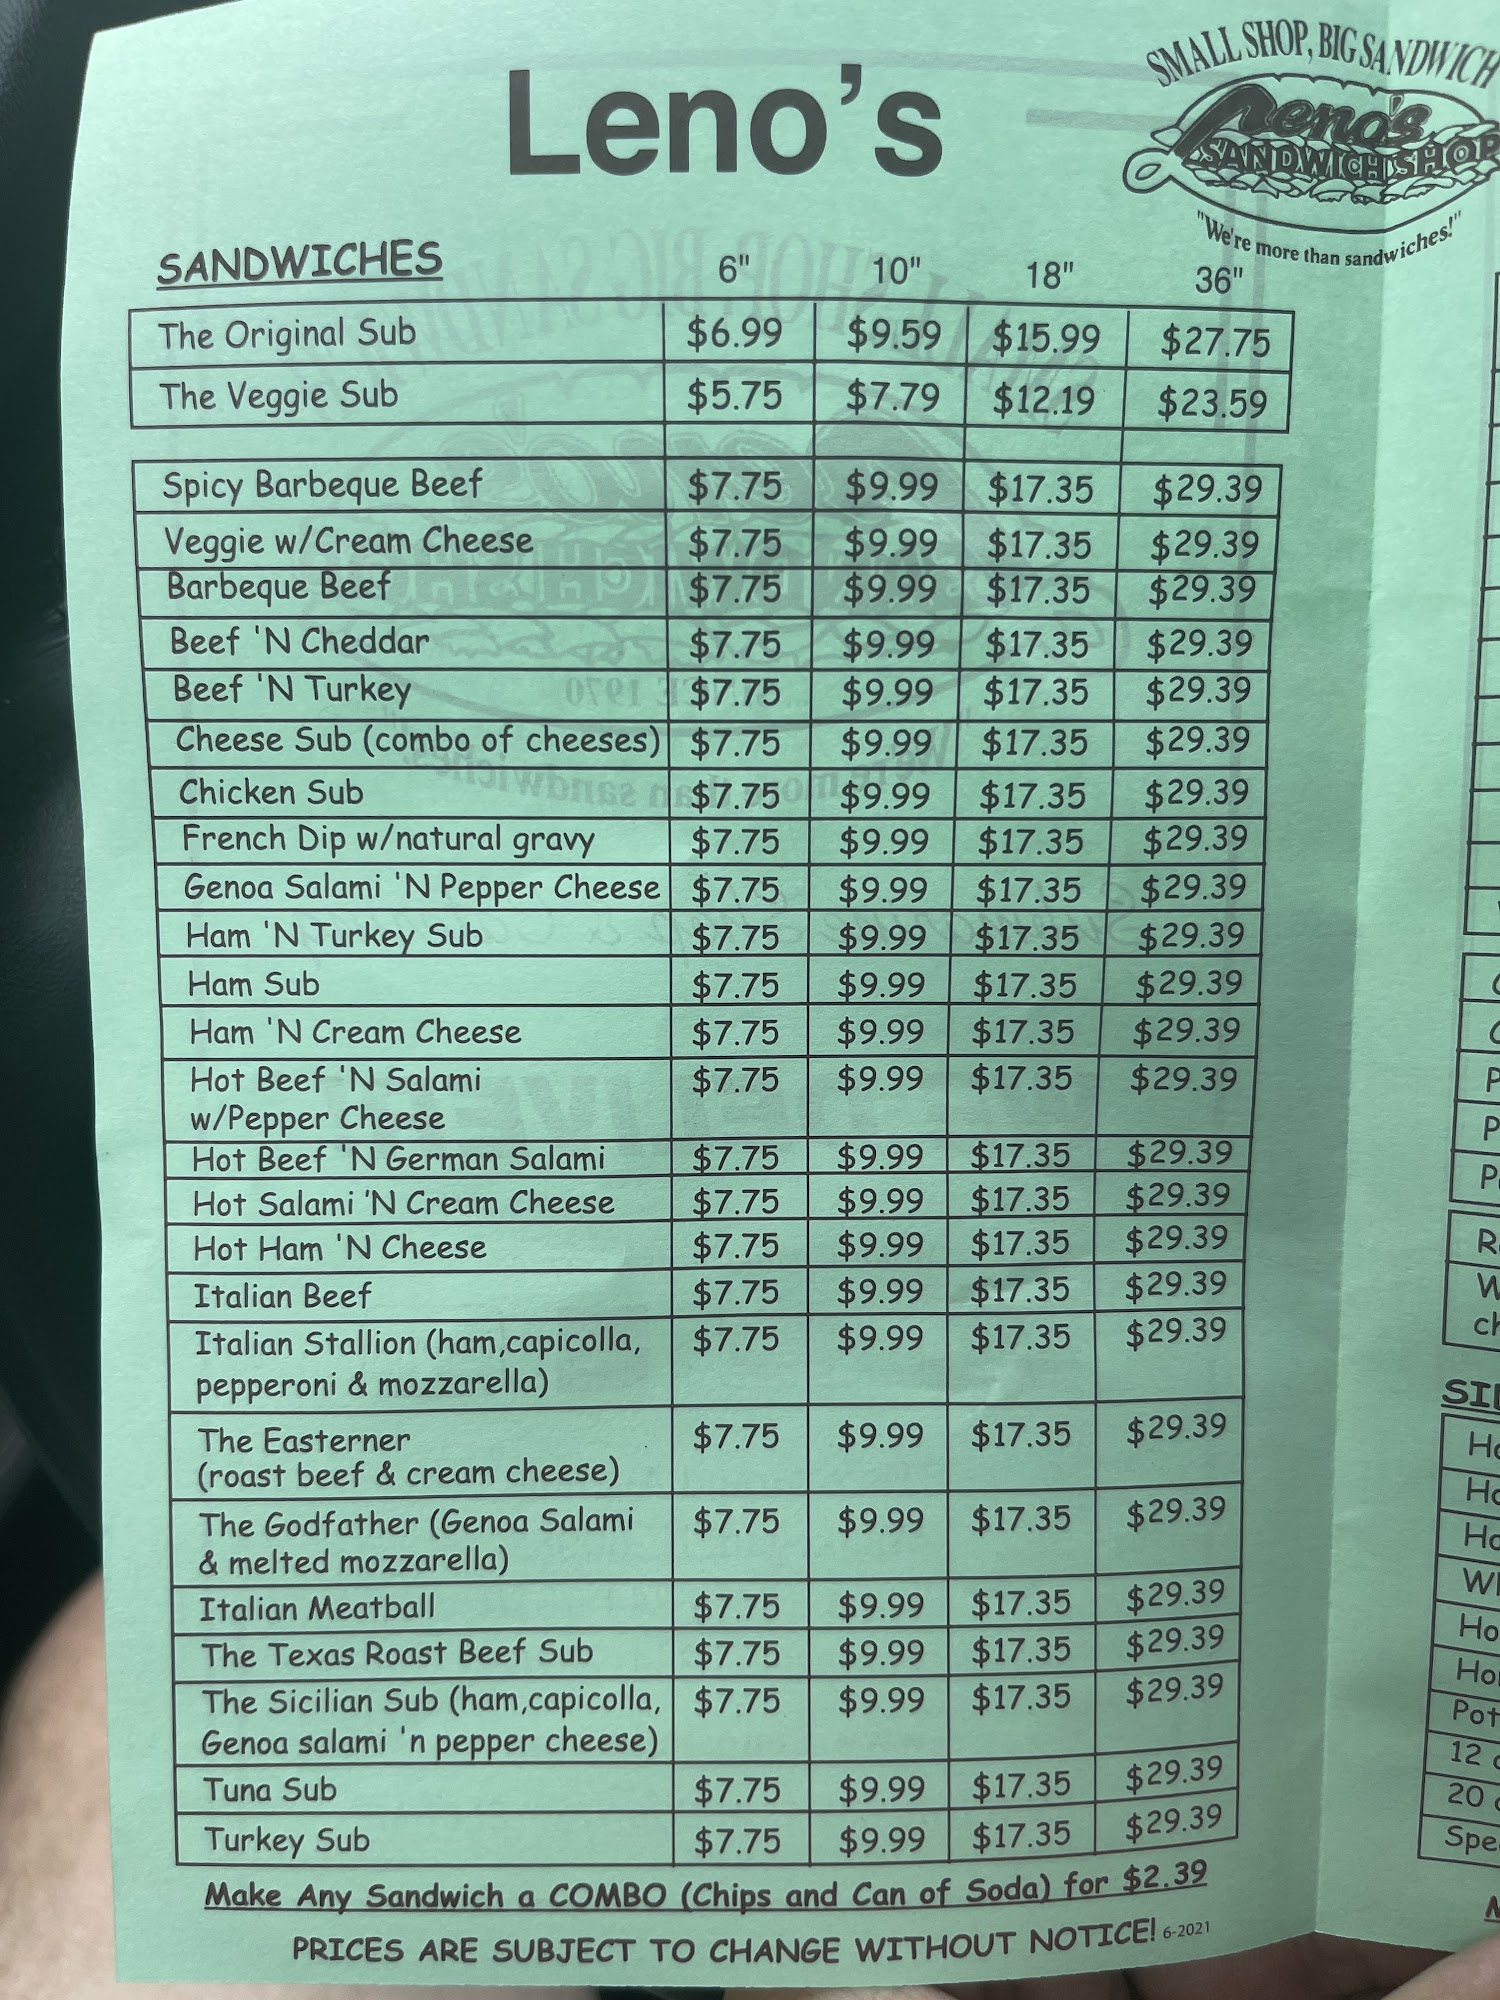 Leno's
SMALL SHOP, BIG SANDWICH
Leno's
SANDWICH SHOP
"We're more than sandwiches!"
SANDWICHES 6" 10" 18" 36"
The Original Sub $6.99 $9.59 $15.99 $27.75
The Veggie Sub $5.75 $7.79 $12.19 $23.59
Spicy Barbeque Beef $7.75 $9.99 $17.35 $29.39
Veggie w/Cream Cheese $7.75 $9.99 $17.35 $29.39
Barbeque Beef $7.75 $9.99 $17.35 $29.39
Beef 'N Cheddar $7.75 $9.99 $17.35 $29.39
Beef 'N Turkey $7.75 $9.99 $17.35 $29.39
Cheese Sub (combo of cheeses) $7.75 $9.99 $17.35 $29.39
Chicken Sub $7.75 $9.99 $17.35 $29.39
French Dip w/natural gravy $7.75 $9.99 $17.35 $29.39
Genoa Salami 'N Pepper Cheese $7.75 $9.99 $17.35 $29.39
Ham 'N Turkey Sub $7.75 $9.99 $17.35 $29.39
Ham Sub $7.75 $9.99 $17.35 $29.39
Ham 'N Cream Cheese $7.75 $9.99 $17.35 $29.39
Hot Beef 'N Salami $7.75 $9.99 $17.35 $29.39
w/Pepper Cheese
Hot Beef 'N German Salami $7.75 $9.99 $17.35 $29.39
Hot Salami 'N Cream Cheese $7.75 $9.99 $17.35 $29.39
Hot Ham 'N Cheese $7.75 $9.99 $17.35 $29.39
Italian Beef $7.75 $9.99 $17.35 $29.39
Italian Stallion (ham,capicolla, $7.75 $9.99 $17.35 $29.39
pepperoni & mozzarella)
The Easterner $7.75 $9.99 $17.35 $29.39
(roast beef & cream cheese)
The Godfather (Genoa Salami $7.75 $9.99 $17.35 $29.39
& melted mozzarella)
Italian Meatball $7.75 $9.99 $17.35 $29.39
The Texas Roast Beef Sub $7.75 $9.99 $17.35 $29.39
The Sicilian Sub (ham,capicolla, $7.75 $9.99 $17.35 $29.39
Genoa salami 'n pepper cheese)
Tuna Sub $7.75 $9.99 $17.35 $29.39
Turkey Sub $7.75 $9.99 $17.35 $29.39
Make Any Sandwich a COMBO (Chips and Can of Soda) for $2.39
PRICES ARE SUBJECT TO CHANGE WITHOUT NOTICE! 6-2021
12
20